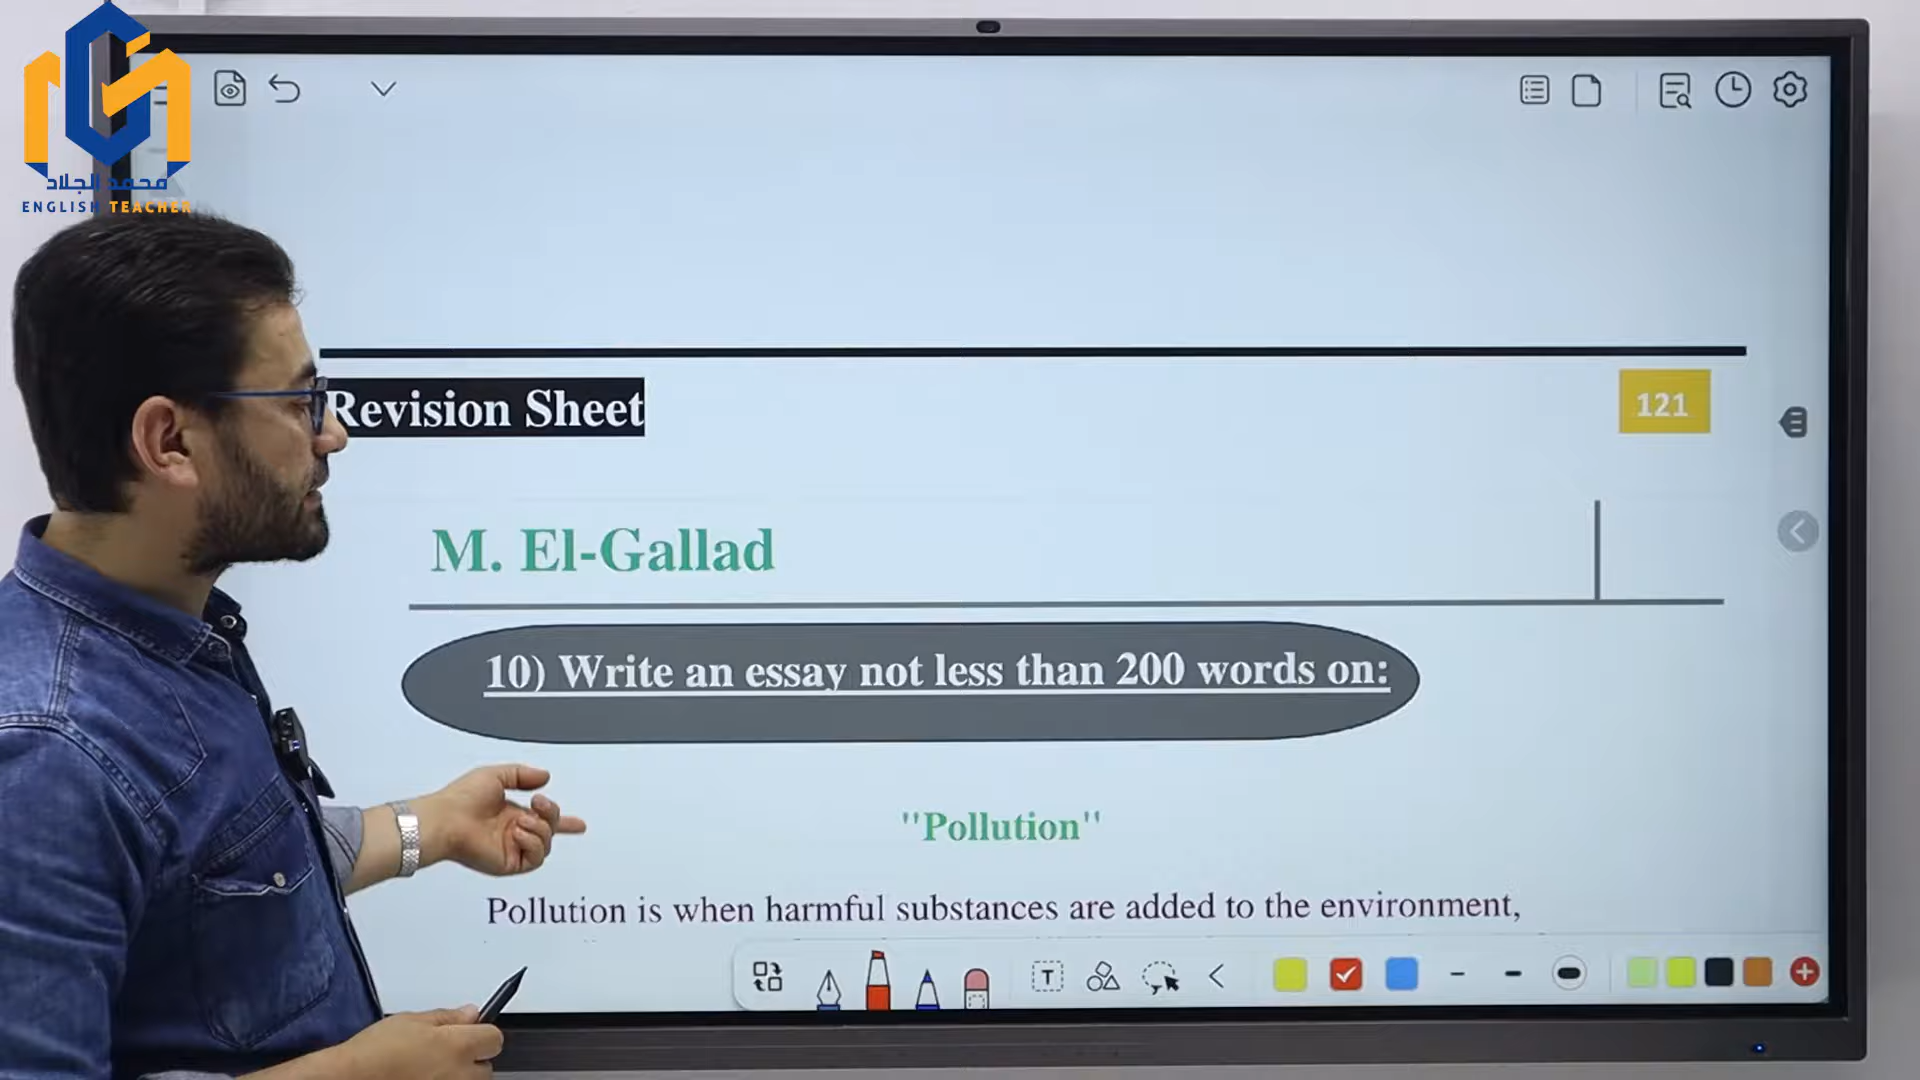 محمد الجلاد
ENGLISH TEACHER
Revision Sheet
121
M. El-Gallad
10) Write an essay not less than 200 words on:
"Pollution"
Pollution is when harmful substances are added to the environment,
T